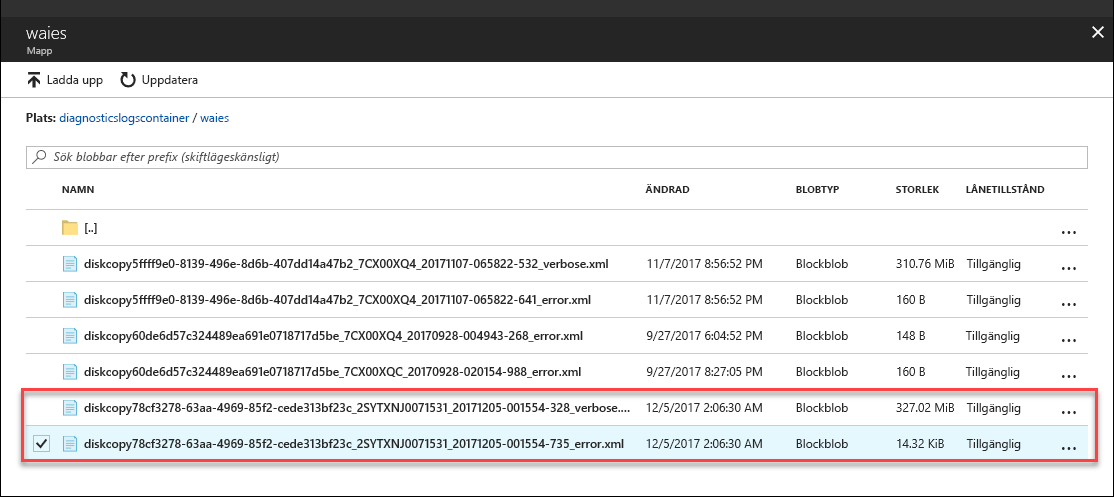 waies
Mapp
Ladda upp Uppdatera
Plats: diagnosticslogscontainer / waies
Sök blobbar efter prefix (skiftlägeskänsligt)
NAMN ÄNDRAD BLOBTYP STORLEK LÅNETILLSTÅND
[..] ...
diskcopy5ffff9e0-8139-496e-8d6b-407dd14a47b2_7CX00XQ4_20171107-065822-532_verbose.xml 11/7/2017 8:56:52 PM Blockblob 310.76 MiB Tillgänglig ...
diskcopy5ffff9e0-8139-496e-8d6b-407dd14a47b2_7CX00XQ4_20171107-065822-641_error.xml 11/7/2017 8:56:52 PM Blockblob 160 B Tillgänglig ...
diskcopy60de6d57c324489ea691e0718717d5be_7CX00XQ4_20170928-004943-268_error.xml 9/27/2017 6:04:52 PM Blockblob 148 B Tillgänglig ...
diskcopy60de6d57c324489ea691e0718717d5be_7CX00XQC_20170928-020154-988_error.xml 9/27/2017 8:27:05 PM Blockblob 160 B Tillgänglig ...
diskcopy78cf3278-63aa-4969-85f2-cede313bf23c_2SYTXNJ0071531_20171205-001554-328_verbose.... 12/5/2017 2:06:30 AM Blockblob 327.02 MiB Tillgänglig ...
diskcopy78cf3278-63aa-4969-85f2-cede313bf23c_2SYTXNJ0071531_20171205-001554-735_error.xml 12/5/2017 2:06:30 AM Blockblob 14.32 KiB Tillgänglig ...